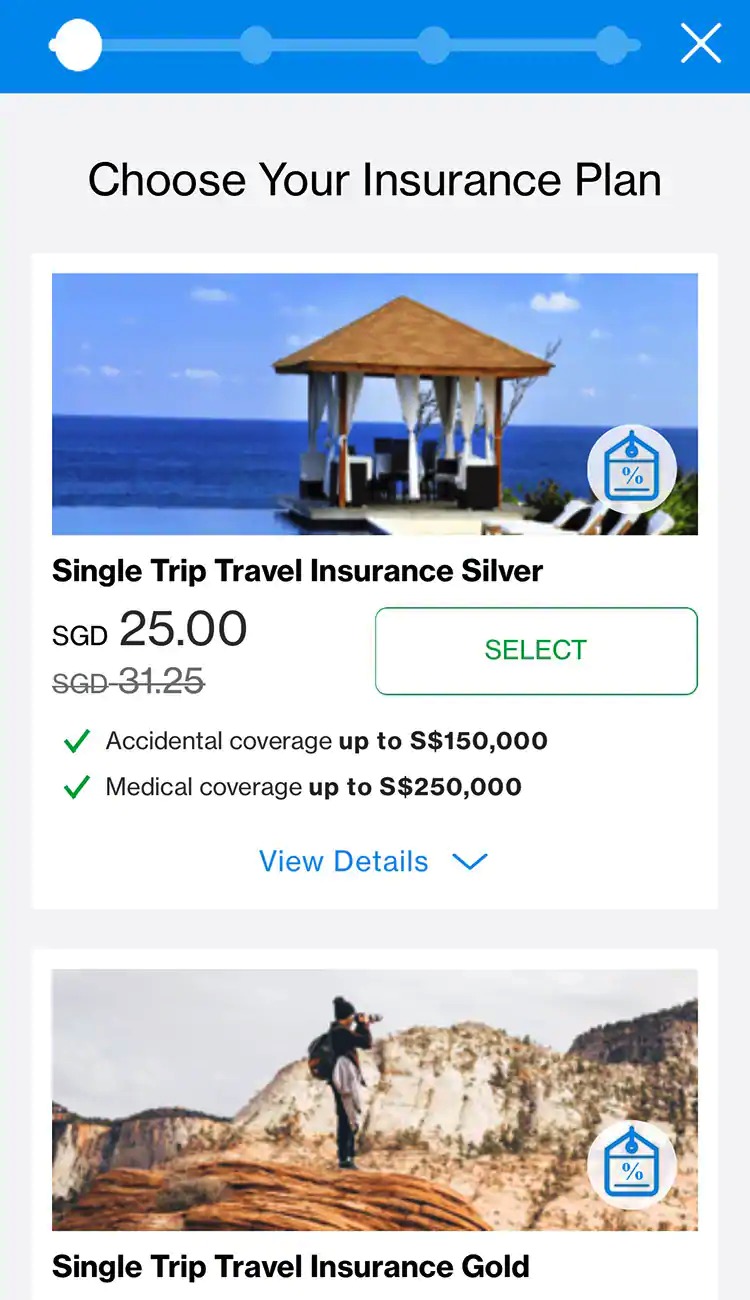 Choose Your Insurance Plan
%
Single Trip Travel Insurance Silver
SGD 25.00
SELECT
SGD 31.25
Accidental coverage up to S$150,000
Medical coverage up to S$250,000
View Details
%
Single Trip Travel Insurance Gold